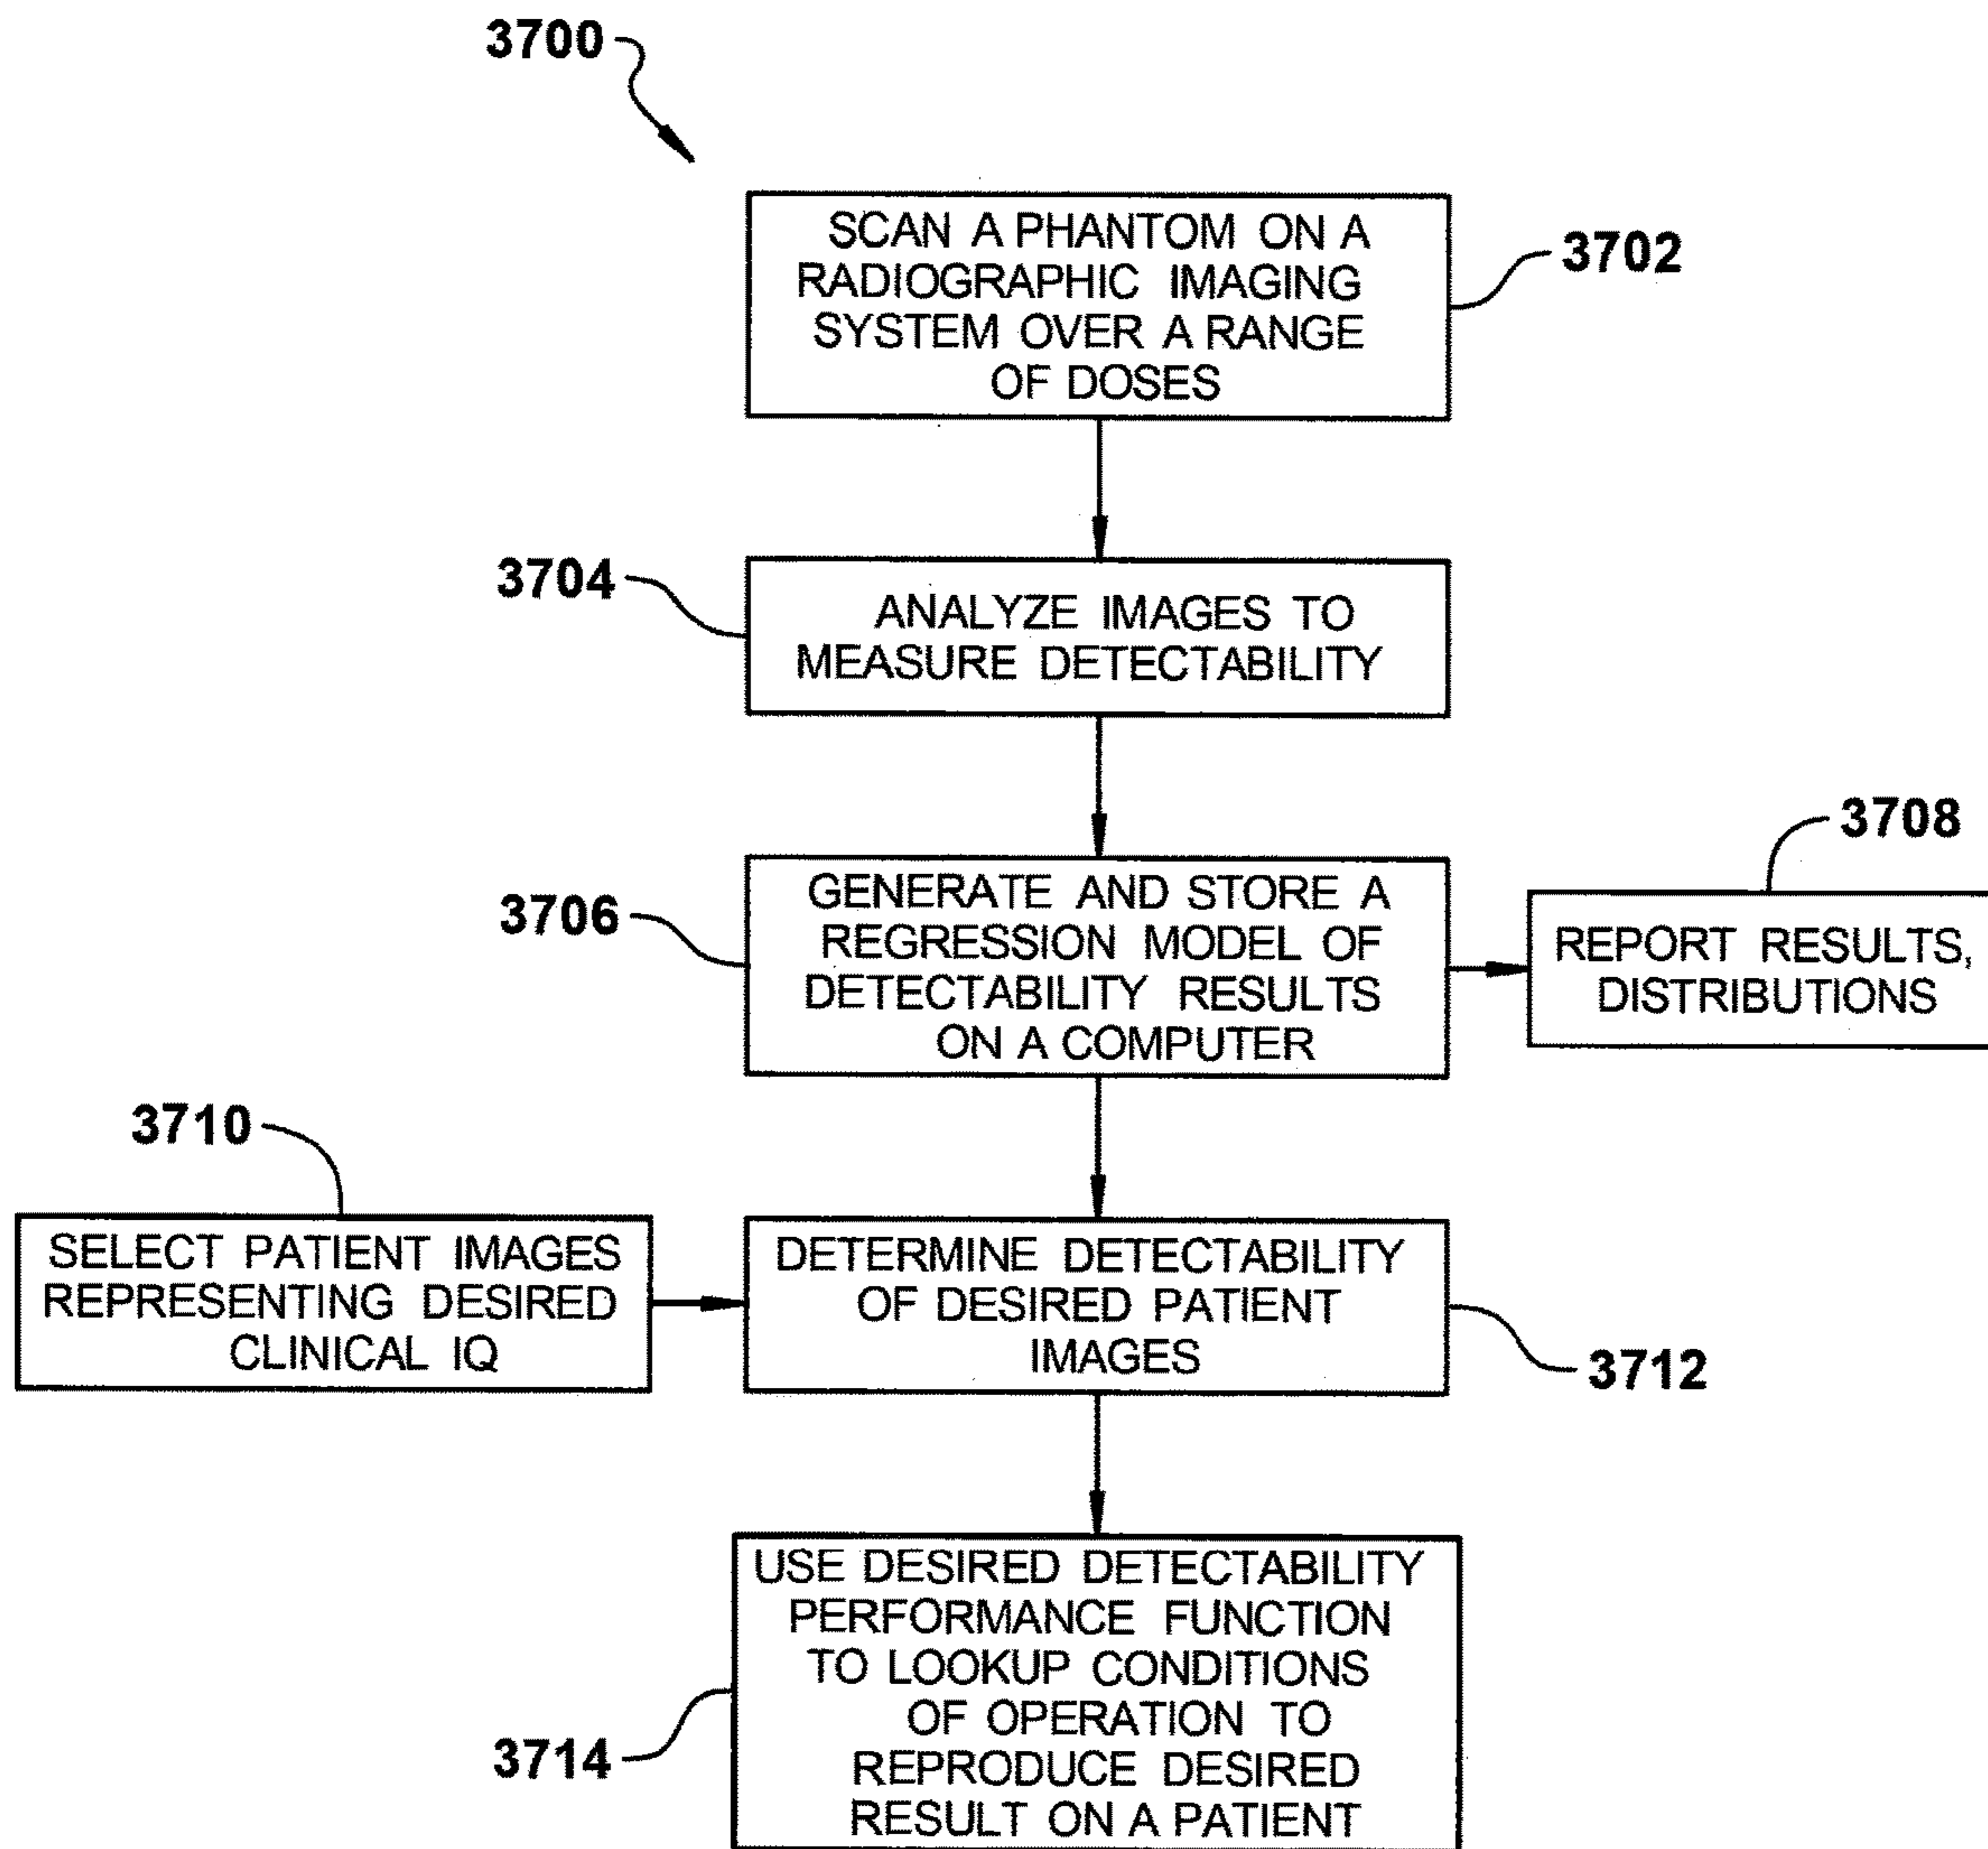 3700
SCAN A PHANTOM ON A
RADIOGRAPHIC IMAGING
SYSTEM OVER A RANGE
OF DOSES
3702
3704
ANALYZE IMAGES TO
MEASURE DETECTABILITY
3706
GENERATE AND STORE A
REGRESSION MODEL OF
DETECTABILITY RESULTS
ON A COMPUTER
3708
REPORT RESULTS,
DISTRIBUTIONS
3710
SELECT PATIENT IMAGES
REPRESENTING DESIRED
CLINICAL IQ
DETERMINE DETECTABILITY
OF DESIRED PATIENT
IMAGES
3712
USE DESIRED DETECTABILITY
PERFORMANCE FUNCTION
TO LOOKUP CONDITIONS
OF OPERATION TO
REPRODUCE DESIRED
RESULT ON A PATIENT
3714